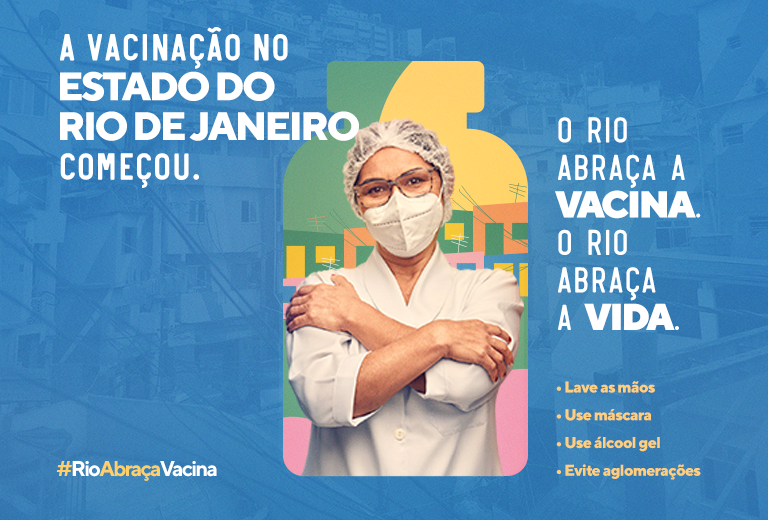 A VACINAÇÃO NO
ESTADO DO
RIO DE JANEIRO
COMEÇOU.
O RIO
ABRAÇA A
VACINA.
O RIO
ABRAÇA
A VIDA.
• Lave as mãos
• Use máscara
• Use álcool gel
• Evite aglomerações
#RioAbraçaVacina